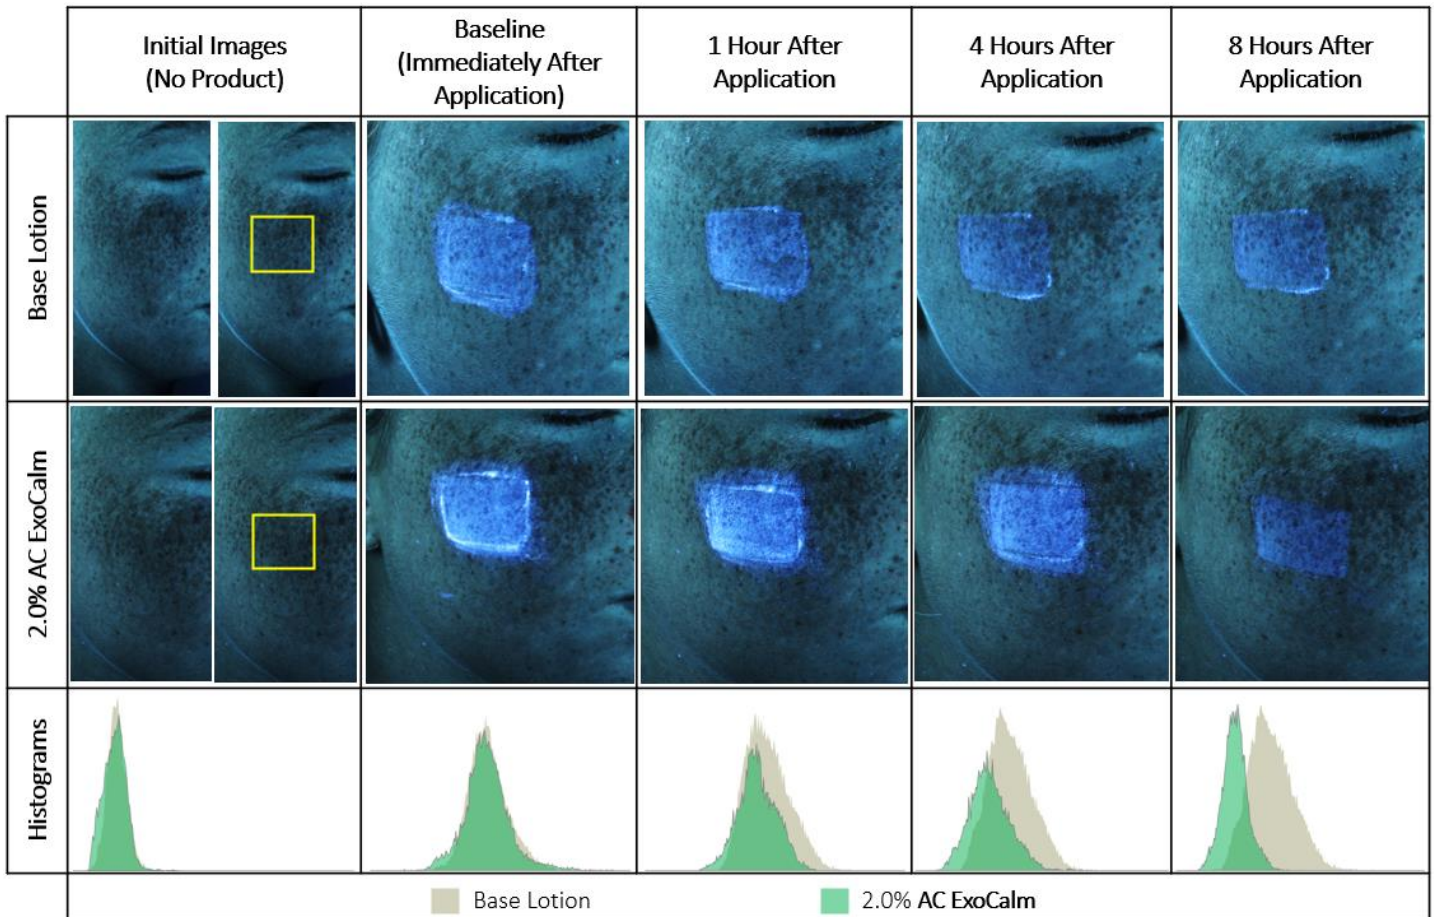 Initial Images
(No Product)
Baseline
(Immediately After
Application)
1 Hour After
Application
4 Hours After
Application
8 Hours After
Application
Base Lotion
2.0% AC ExoCalm
Histograms
Base Lotion
2.0% AC ExoCalm